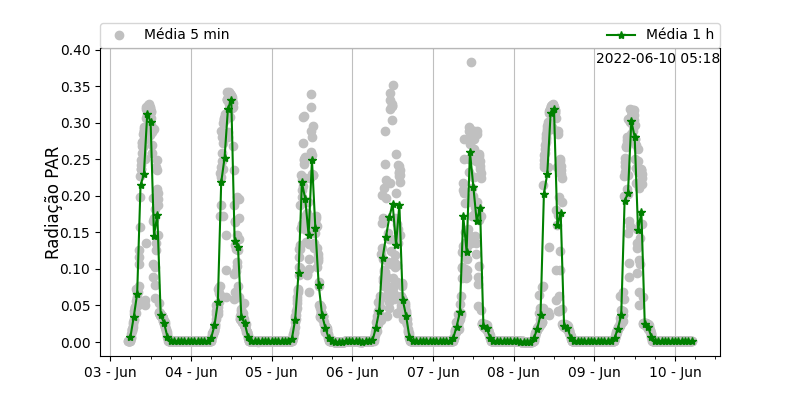 Média 5 min
Média 1 h
2022-06-10 05:18
Radiação PAR
0.40
0.35
0.30
0.25
0.20
0.15
0.10
0.05
0.00
03 - Jun
04 - Jun
05 - Jun
06 - Jun
07 - Jun
08 - Jun
09 - Jun
10 - Jun